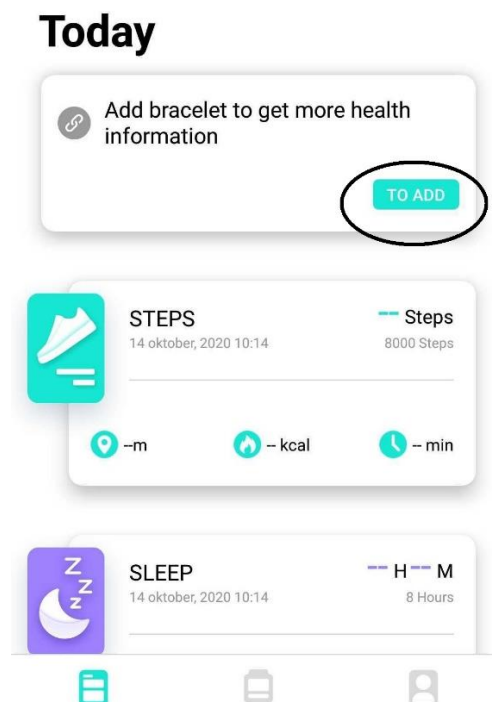 Today
Add bracelet to get more health
information
TO ADD
STEPS
-- Steps
14 oktober, 2020 10:14
8000 Steps
--m
-- kcal
-- min
Z
Z
Z
SLEEP
-- H -- M
14 oktober, 2020 10:14
8 Hours